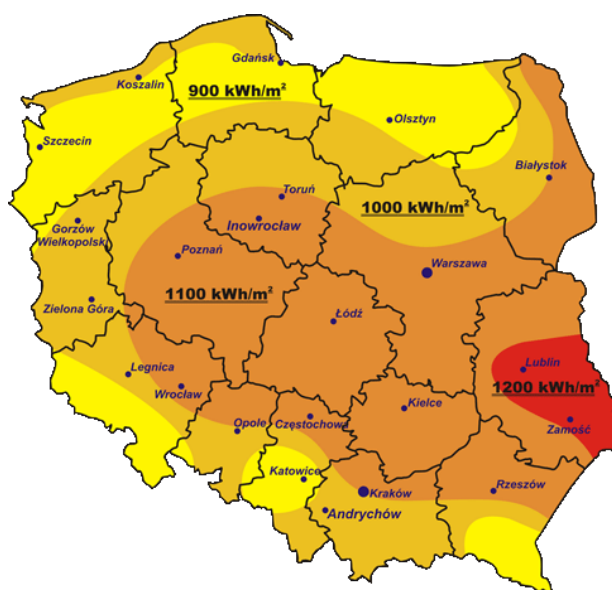 Gdańsk
Koszalin
900 kWh/m²
Olsztyn
Szczecin
Białystok
Toruń
1000 kWh/m²
Inowrocław
Gorzów
Wielkopolski
Poznań
Warszawa
1100 kWh/m²
Zielona Góra
Łódź
Legnica
Lublin
Wrocław
1200 kWh/m²
Kielce
Opole
Częstochowa
Zamość
Katowice
Rzeszów
Kraków
Andrychów